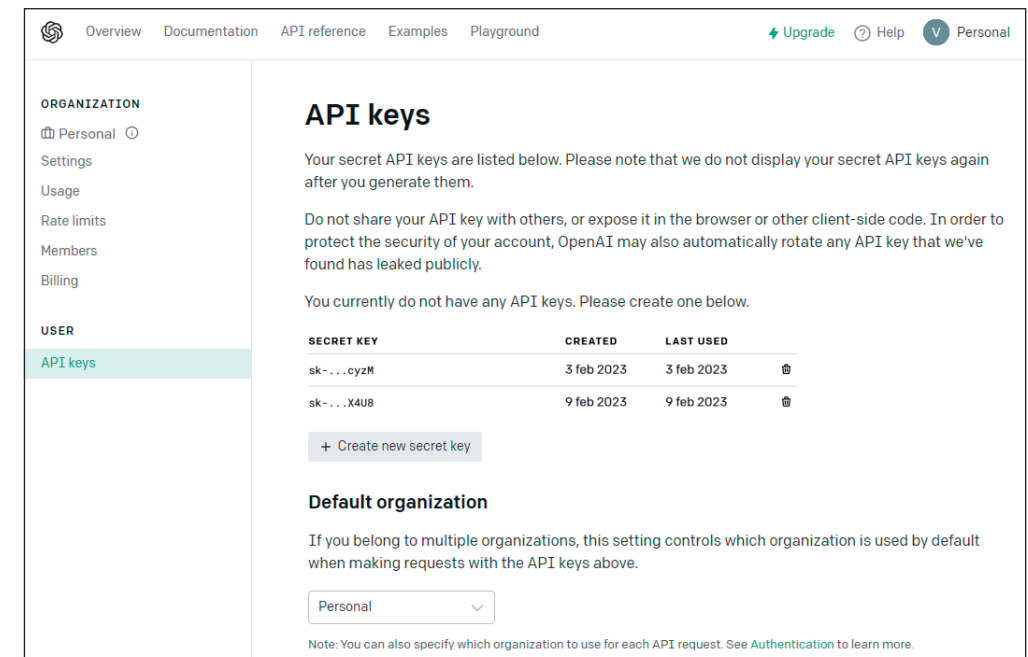 Overview Documentation API reference Examples Playground Upgrade Help V Personal
ORGANIZATION
Personal
Settings
Usage
Rate limits
Members
Billing
USER
API keys
API keys
Your secret API keys are listed below. Please note that we do not display your secret API keys again
after you generate them.
Do not share your API key with others, or expose it in the browser or other client-side code. In order to
protect the security of your account, OpenAI may also automatically rotate any API key that we've
found has leaked publicly.
You currently do not have any API keys. Please create one below.
SECRET KEY CREATED LAST USED
sk-...cyzM 3 feb 2023 3 feb 2023
sk-...X4U8 9 feb 2023 9 feb 2023
+ Create new secret key
Default organization
If you belong to multiple organizations, this setting controls which organization is used by default
when making requests with the API keys above.
Personal
Note: You can also specify which organization to use for each API request. See Authentication to learn more.